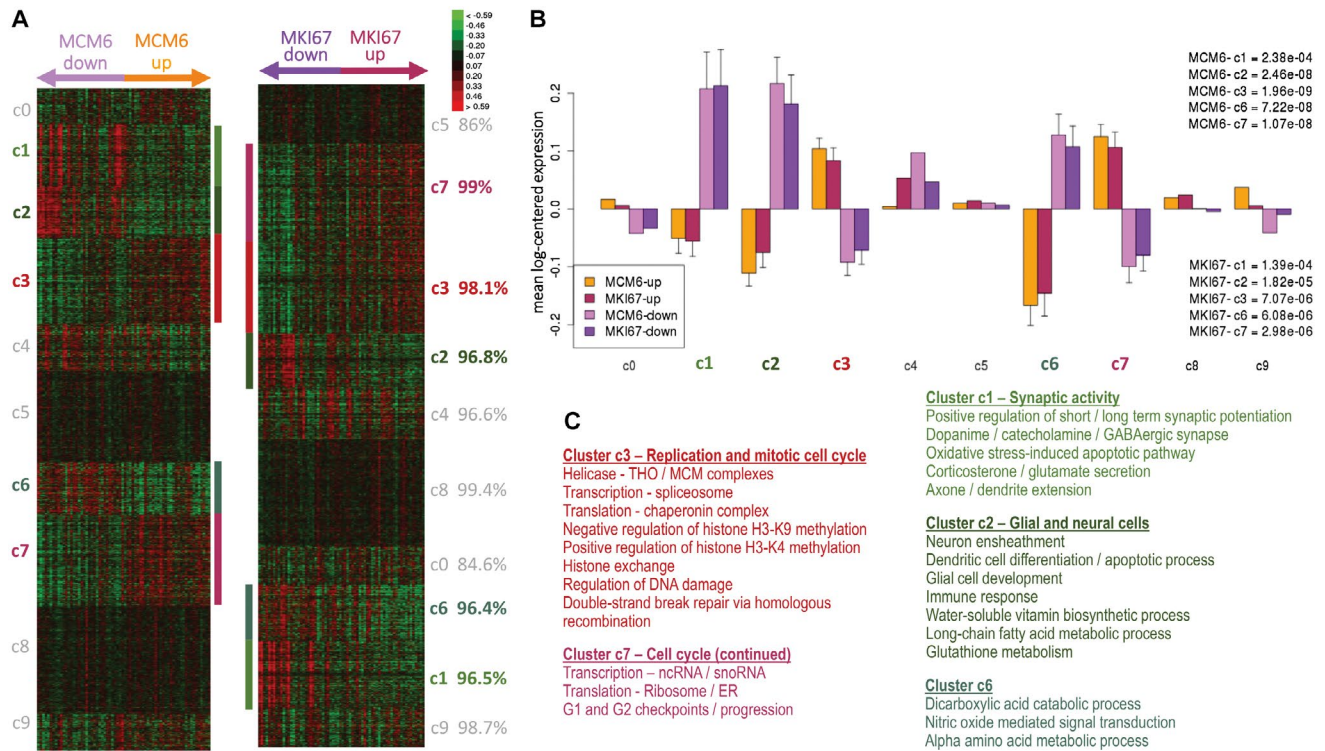 A
MCM6
down
MCM6
up
MKI67
down
MKI67
up
< -0.59
-0.46
-0.33
-0.20
-0.07
0.07
0.20
0.33
0.46
> 0.59
c0
c1
c2
c3
c4
c5
c6
c7
c8
c9
c5 86%
c7 99%
c3 98.1%
c2 96.8%
c4 96.6%
c8 99.4%
c0 84.6%
c6 96.4%
c1 96.5%
c9 98.7%
B
mean log-centered expression
0.2
0.1
0.0
-0.1
-0.2
MCM6-up
MKI67-up
MCM6-down
MKI67-down
MCM6- c1 = 2.38e-04
MCM6- c2 = 2.46e-08
MCM6- c3 = 1.96e-09
MCM6- c6 = 7.22e-08
MCM6- c7 = 1.07e-08
MKI67- c1 = 1.39e-04
MKI67- c2 = 1.82e-05
MKI67- c3 = 7.07e-06
MKI67- c6 = 6.08e-06
MKI67- c7 = 2.98e-06
c0 c1 c2 c3 c4 c5 c6 c7 c8 c9
C
Cluster c3 – Replication and mitotic cell cycle
Helicase - THO / MCM complexes
Transcription - spliceosome
Translation - chaperonin complex
Negative regulation of histone H3-K9 methylation
Positive regulation of histone H3-K4 methylation
Histone exchange
Regulation of DNA damage
Double-strand break repair via homologous
recombination
Cluster c7 – Cell cycle (continued)
Transcription – ncRNA / snoRNA
Translation - Ribosome / ER
G1 and G2 checkpoints / progression
Cluster c1 – Synaptic activity
Positive regulation of short / long term synaptic potentiation
Dopanime / catecholamine / GABAergic synapse
Oxidative stress-induced apoptotic pathway
Corticosterone / glutamate secretion
Axone / dendrite extension
Cluster c2 – Glial and neural cells
Neuron ensheathment
Dendritic cell differentiation / apoptotic process
Glial cell development
Immune response
Water-soluble vitamin biosynthetic process
Long-chain fatty acid metabolic process
Glutathione metabolism
Cluster c6
Dicarboxylic acid catabolic process
Nitric oxide mediated signal transduction
Alpha amino acid metabolic process